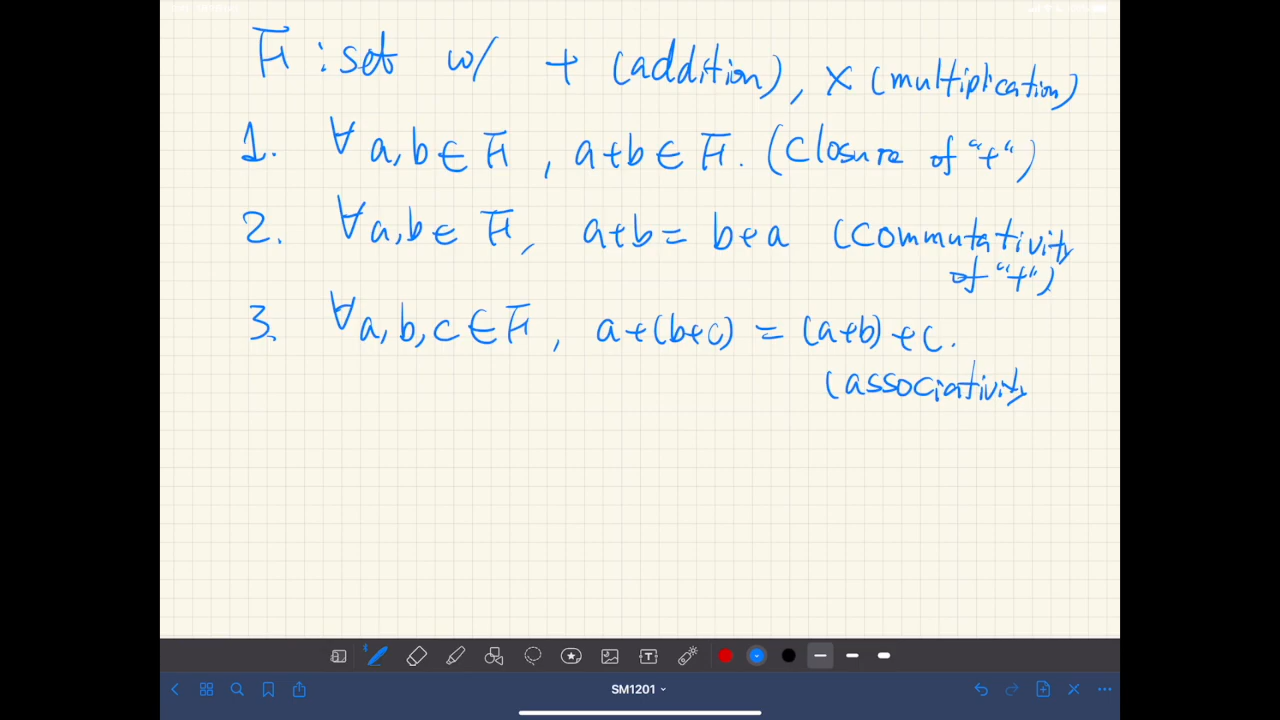 𝔽 : set w/ + (addition), × (multiplication)
1. ∀a, b ∈ 𝔽, a+b ∈ 𝔽. (closure of "+")
2. ∀a, b ∈ 𝔽, a+b = b+a (commutativity
of "+")
3. ∀a, b, c ∈ 𝔽, a+(b+c) = (a+b)+c.
(associativity
SM1201